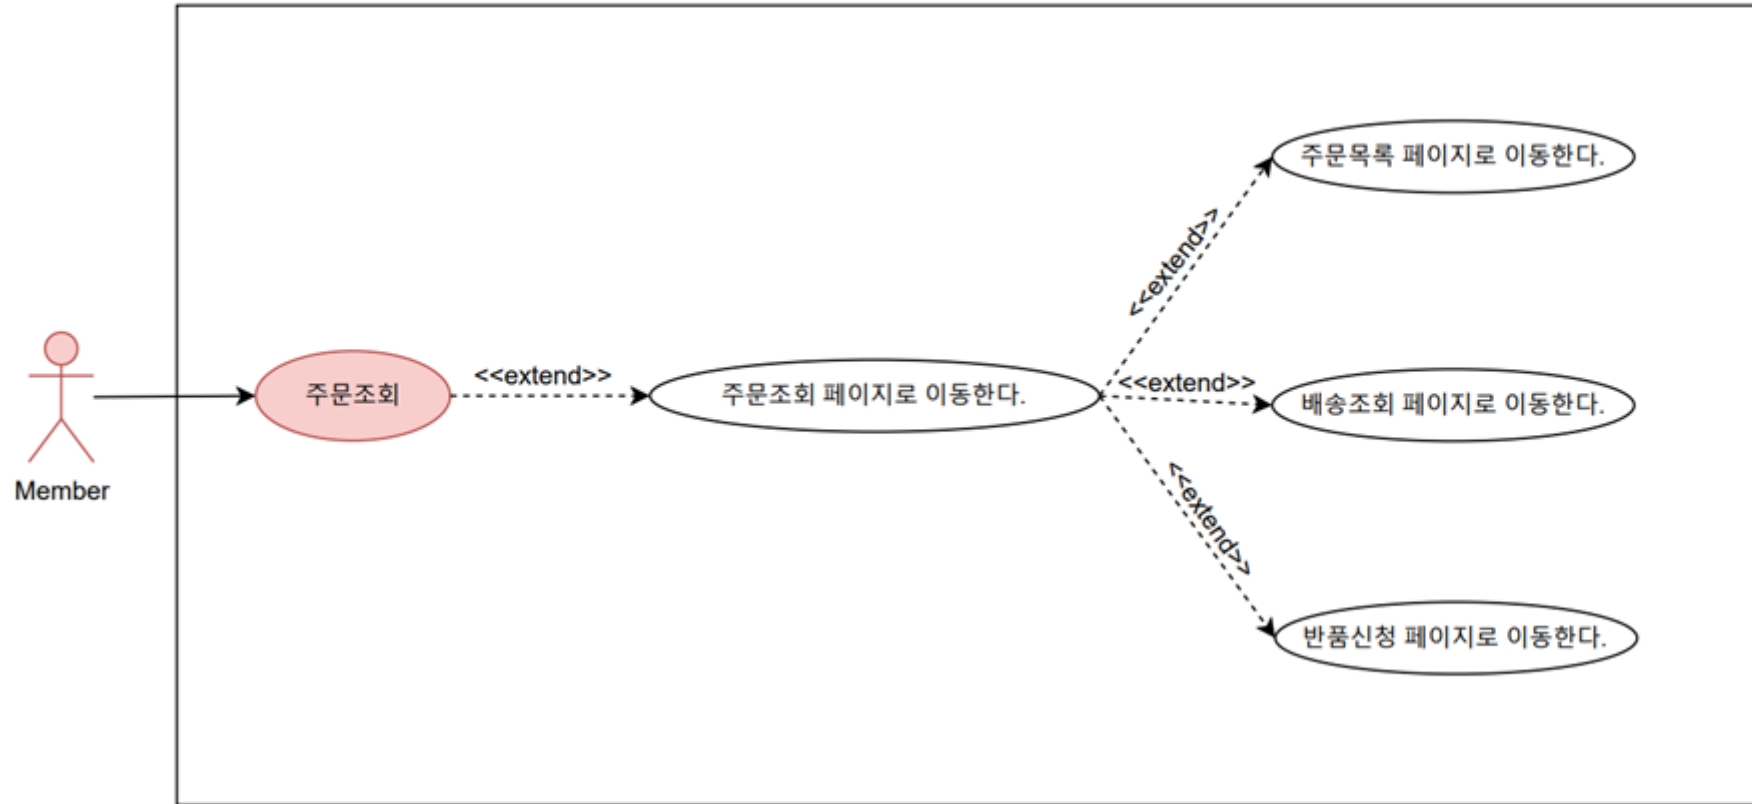 주문목록 페이지로 이동한다.
<<extend>>
Member
주문조회
<<extend>>
주문조회 페이지로 이동한다.
<<extend>>
배송조회 페이지로 이동한다.
<<extend>>
반품신청 페이지로 이동한다.